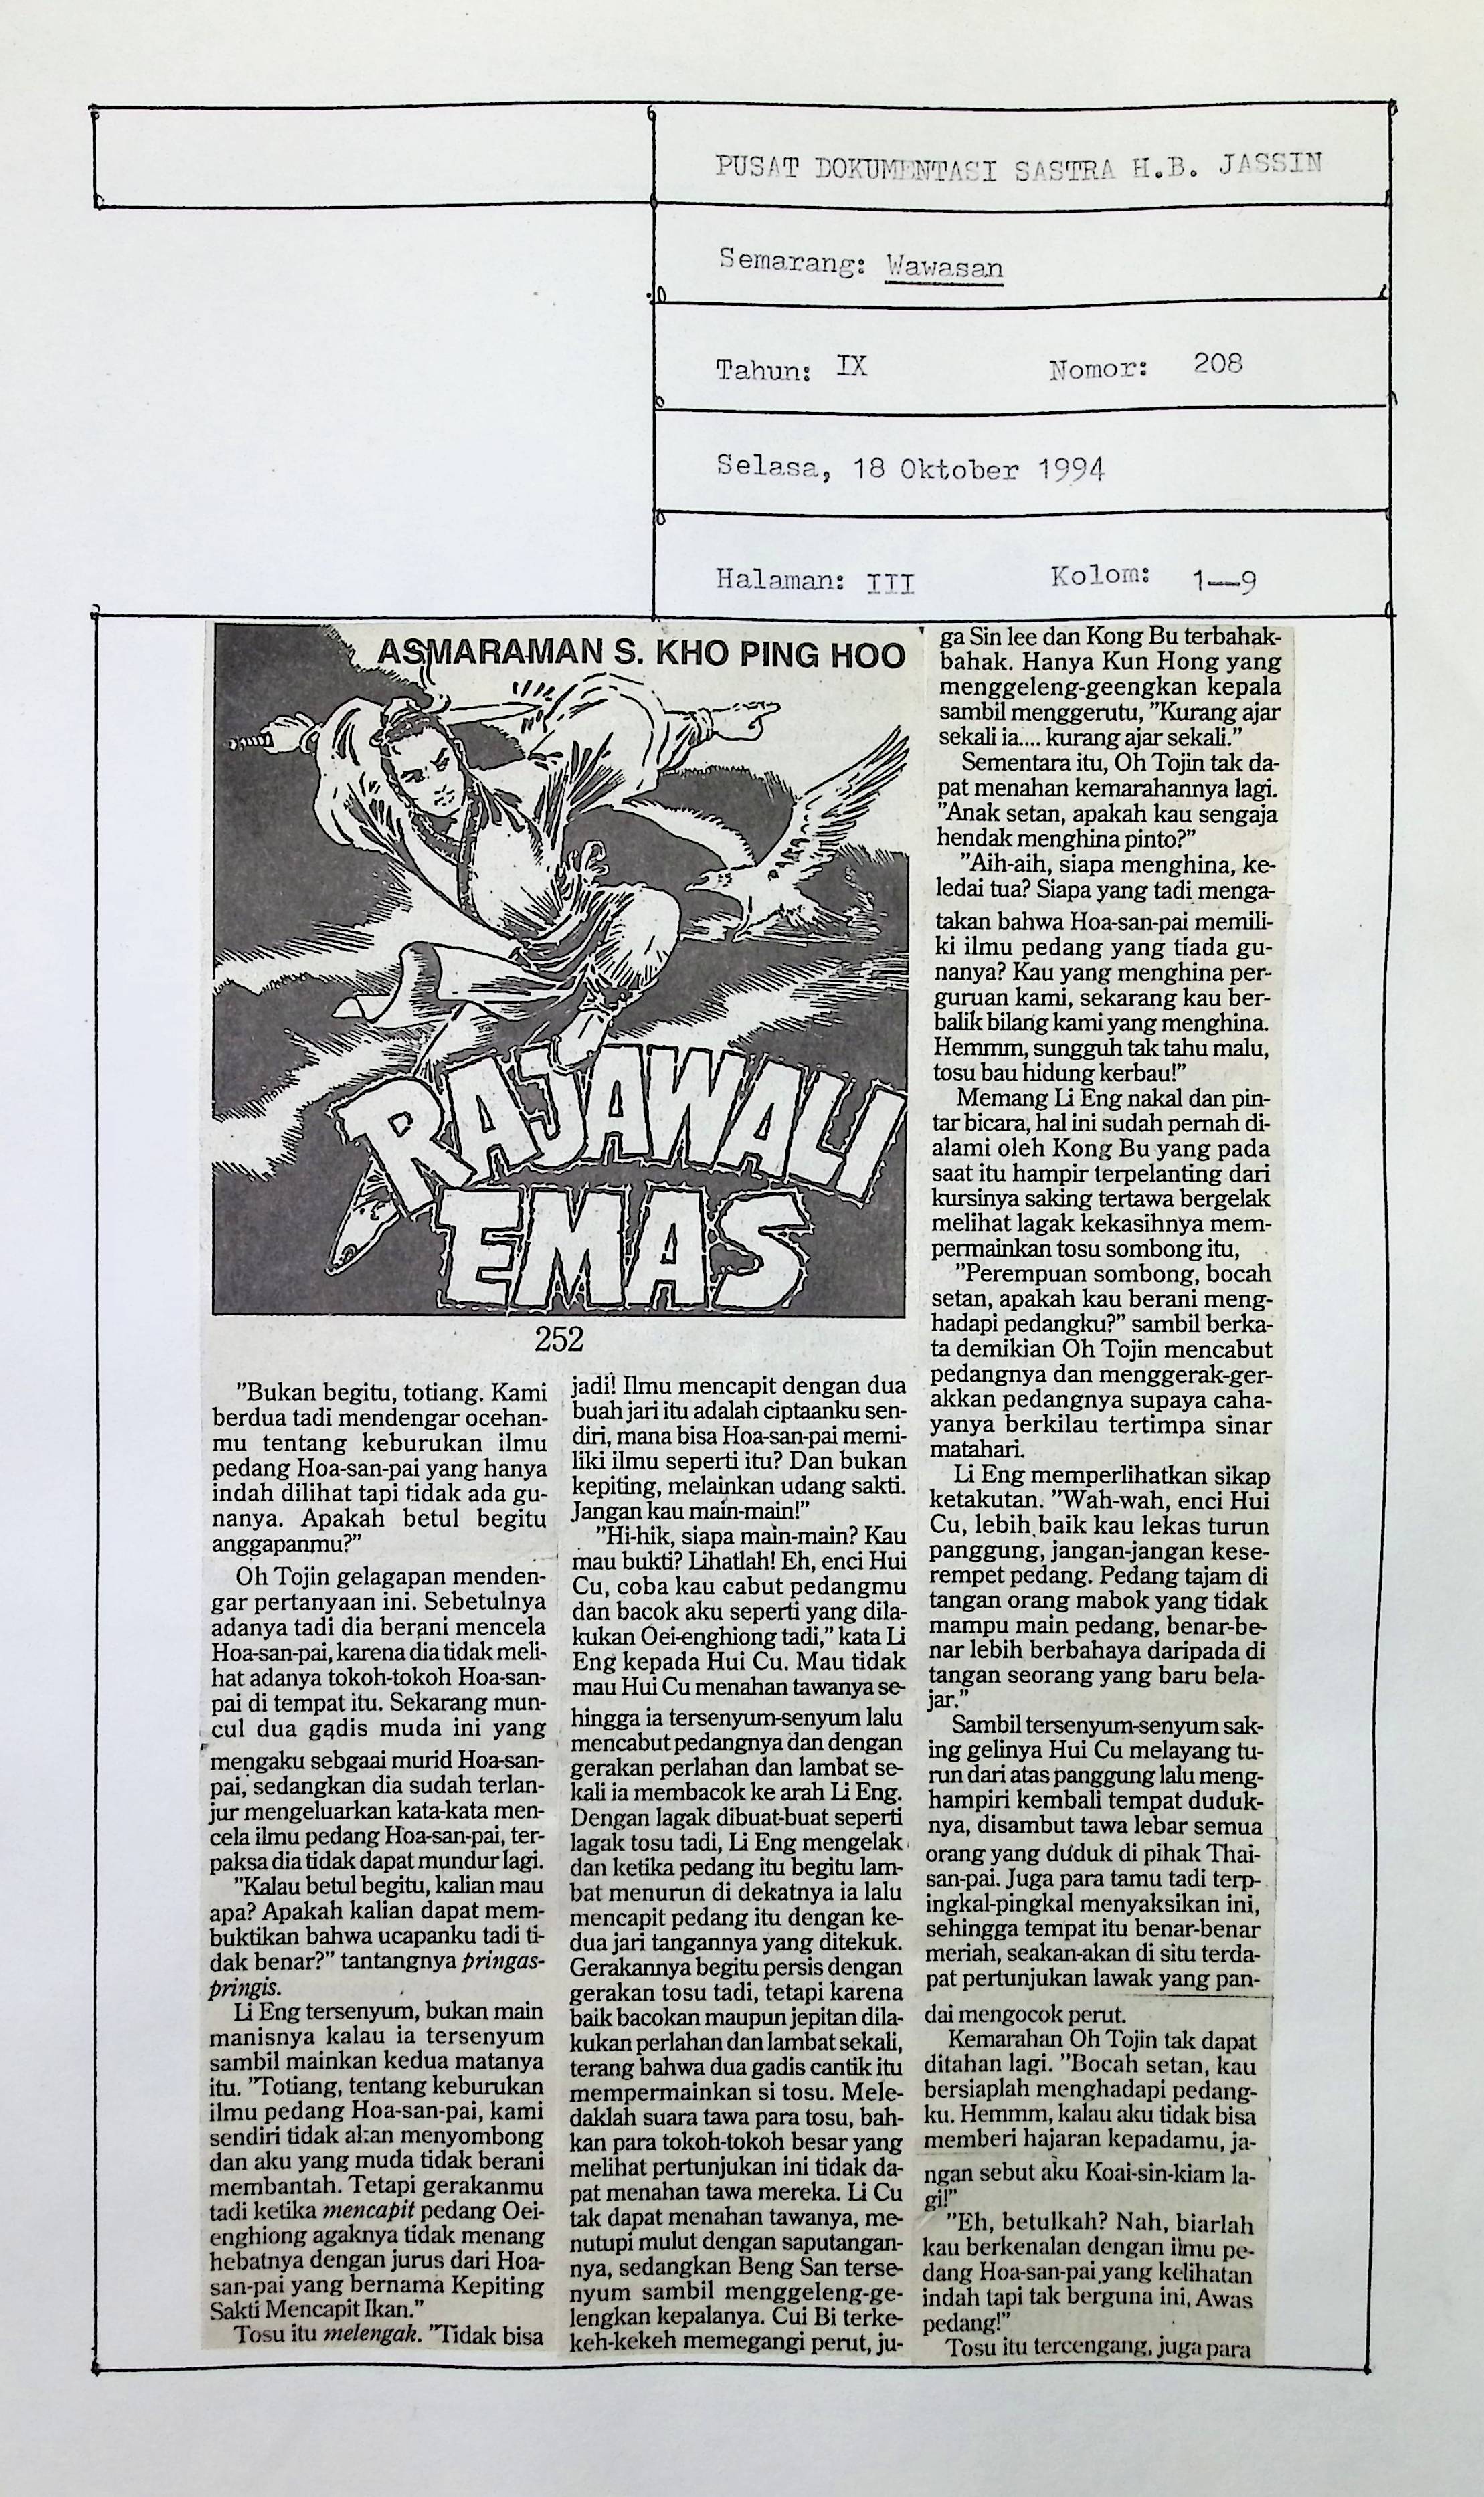 PUSAT DOKUMENTASI SASTRA H.B. JASSIN
Semarang: Wawasan
Tahun: IX Nomor: 208
Selasa, 18 Oktober 1994
Halaman: III Kolom: 1--9
ASMARAMAN S. KHO PING HOO
RAJAWALI
EMAS
252
"Bukan begitu, totiang. Kami
berdua tadi mendengar ocehan-
mu tentang keburukan ilmu
pedang Hoa-san-pai yang hanya
indah dilihat tapi tidak ada gu-
nanya. Apakah betul begitu
anggapanmu?"
Oh Tojin gelagapan menden-
gar pertanyaan ini. Sebetulnya
adanya tadi dia berani mencela
Hoa-san-pai, karena dia tidak meli-
hat adanya tokoh-tokoh Hoa-san-
pai di tempat itu. Sekarang mun-
cul dua gadis muda ini yang
mengaku sebgaai murid Hoa-san-
pai, sedangkan dia sudah terlan-
jur mengeluarkan kata-kata men-
cela ilmu pedang Hoa-san-pai, ter-
paksa dia tidak dapat mundur lagi.
"Kalau betul begitu, kalian mau
apa? Apakah kalian dapat mem-
buktikan bahwa ucapanku tadi ti-
dak benar?" tantangnya pringas-
pringis.
Li Eng tersenyum, bukan main
manisnya kalau ia tersenyum
sambil mainkan kedua matanya
itu. "Totiang, tentang keburukan
ilmu pedang Hoa-san-pai, kami
sendiri tidak akan menyombong
dan aku yang muda tidak berani
membantah. Tetapi gerakanmu
tadi ketika mencapit pedang Oei-
enghiong agaknya tidak menang
hebatnya dengan jurus dari Hoa-
san-pai yang bernama Kepiting
Sakti Mencapit Ikan."
Tosu itu melengak. "Tidak bisa
jadi! Ilmu mencapit dengan dua
buah jari itu adalah ciptaanku sen-
diri, mana bisa Hoa-san-pai memi-
liki ilmu seperti itu? Dan bukan
kepiting, melainkan udang sakti.
Jangan kau main-main!"
"Hi-hik, siapa main-main? Kau
mau bukti? Lihatlah! Eh, enci Hui
Cu, coba kau cabut pedangmu
dan bacok aku seperti yang dila-
kukan Oei-enghiong tadi," kata Li
Eng kepada Hui Cu. Mau tidak
mau Hui Cu menahan tawanya se-
hingga ia tersenyum-senyum lalu
mencabut pedangnya dan dengan
gerakan perlahan dan lambat se-
kali ia membacok ke arah Li Eng.
Dengan lagak dibuat-buat seperti
lagak tosu tadi, Li Eng mengelak
dan ketika pedang itu begitu lam-
bat menurun di dekatnya ia lalu
mencapit pedang itu dengan ke-
dua jari tangannya yang ditekuk.
Gerakannya begitu persis dengan
gerakan tosu tadi, tetapi karena
baik bacokan maupun jepitan dila-
kukan perlahan dan lambat sekali,
terang bahwa dua gadis cantik itu
mempermainkan si tosu. Mele-
daklah suara tawa para tosu, bah-
kan para tokoh-tokoh besar yang
melihat pertunjukan ini tidak da-
pat menahan tawa mereka. Li Cu
tak dapat menahan tawanya, me-
nutupi mulut dengan saputangan-
nya, sedangkan Beng San terse-
nyum sambil menggeleng-ge-
lengkan kepalanya. Cui Bi terke-
keh-kekeh memegangi perut, ju-
ga Sin lee dan Kong Bu terbahak-
bahak. Hanya Kun Hong yang
menggeleng-geengkan kepala
sambil menggerutu, "Kurang ajar
sekali ia.... kurang ajar sekali."
Sementara itu, Oh Tojin tak da-
pat menahan kemarahannya lagi.
"Anak setan, apakah kau sengaja
hendak menghina pinto?"
"Aih-aih, siapa menghina, ke-
ledai tua? Siapa yang tadi menga-
takan bahwa Hoa-san-pai memili-
ki ilmu pedang yang tiada gu-
nanya? Kau yang menghina per-
guruan kami, sekarang kau ber-
balik bilang kami yang menghina.
Hemmm, sungguh tak tahu malu,
tosu bau hidung kerbau!"
Memang Li Eng nakal dan pin-
tar bicara, hal ini sudah pernah di-
alami oleh Kong Bu yang pada
saat itu hampir terpelanting dari
kursinya saking tertawa bergelak
melihat lagak kekasihnya mem-
permainkan tosu sombong itu,
"Perempuan sombong, bocah
setan, apakah kau berani meng-
hadapi pedangku?" sambil berka-
ta demikian Oh Tojin mencabut
pedangnya dan menggerak-ger-
akkan pedangnya supaya caha-
yanya berkilau tertimpa sinar
matahari.
Li Eng memperlihatkan sikap
ketakutan. "Wah-wah, enci Hui
Cu, lebih baik kau lekas turun
panggung, jangan-jangan kese-
rempet pedang. Pedang tajam di
tangan orang mabok yang tidak
mampu main pedang, benar-be-
nar lebih berbahaya daripada di
tangan seorang yang baru bela-
jar."
Sambil tersenyum-senyum sak-
ing gelinya Hui Cu melayang tu-
run dari atas panggung lalu meng-
hampiri kembali tempat duduk-
nya, disambut tawa lebar semua
orang yang duduk di pihak Thai-
san-pai. Juga para tamu tadi terp-
ingkal-pingkal menyaksikan ini,
sehingga tempat itu benar-benar
meriah, seakan-akan di situ terda-
pat pertunjukan lawak yang pan-
dai mengocok perut.
Kemarahan Oh Tojin tak dapat
ditahan lagi. "Bocah setan, kau
bersiaplah menghadapi pedang-
ku. Hemmm, kalau aku tidak bisa
memberi hajaran kepadamu, ja-
ngan sebut aku Koai-sin-kiam la-
gi!"
"Eh, betulkah? Nah, biarlah
kau berkenalan dengan ilmu pe-
dang Hoa-san-pai yang kelihatan
indah tapi tak berguna ini, Awas
pedang!"
Tosu itu tercengang, juga para